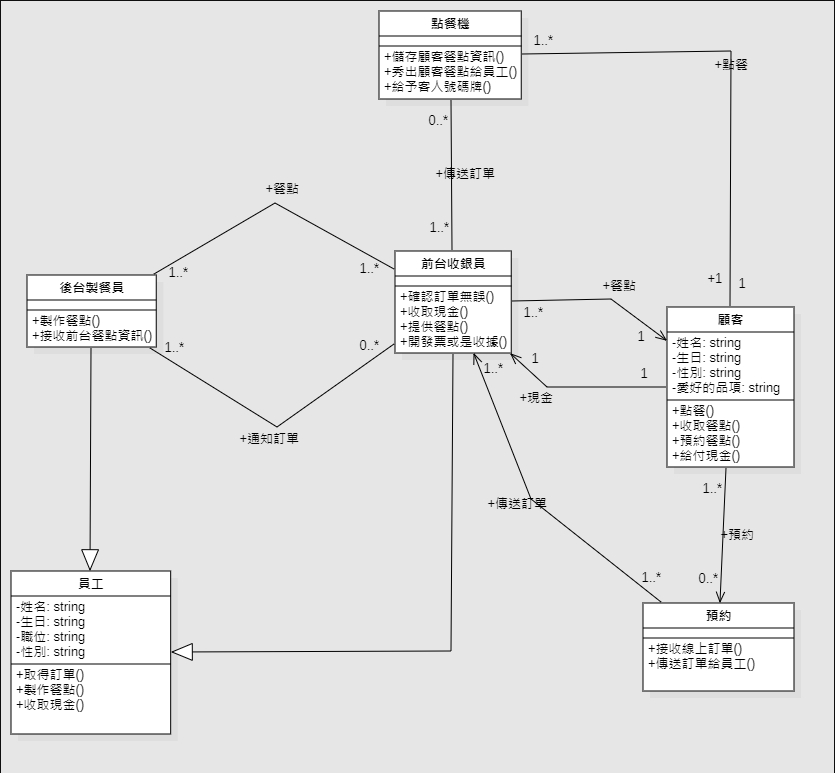 點餐機
+儲存顧客餐點資訊()
+秀出顧客餐點給員工()
+給予客人號碼牌()
1..*
+點餐
0..*
+傳送訂單
1..*
+餐點
1..*
1..*
後台製餐員
+製作餐點()
+接收前台餐點資訊()
1..*
0..*
+通知訂單
前台收銀員
+確認訂單無誤()
+收取現金()
+提供餐點()
+開發票或是收據()
+餐點
1..*
1
+1
1
1
1
+現金
1..*
顧客
-姓名: string
-生日: string
-性別: string
-愛好的品項: string
+點餐()
+收取餐點()
+預約餐點()
+給付現金()
1..*
+預約
0..*
+傳送訂單
1..*
員工
-姓名: string
-生日: string
-職位: string
-性別: string
+取得訂單()
+製作餐點()
+收取現金()
預約
+接收線上訂單()
+傳送訂單給員工()